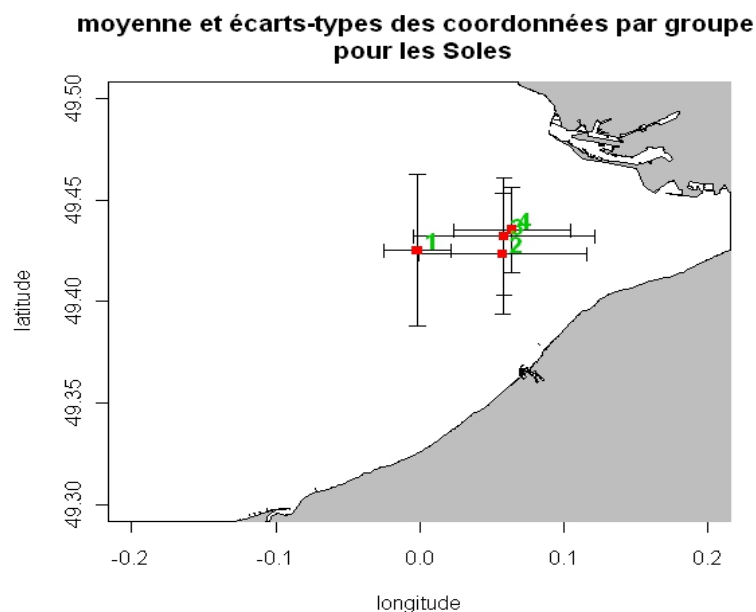 moyenne et écarts-types des coordonnées par groupe
pour les Soles
49.50
49.45
49.40
49.35
49.30
latitude
4
3
1
2
-0.2 -0.1 0.0 0.1 0.2
longitude